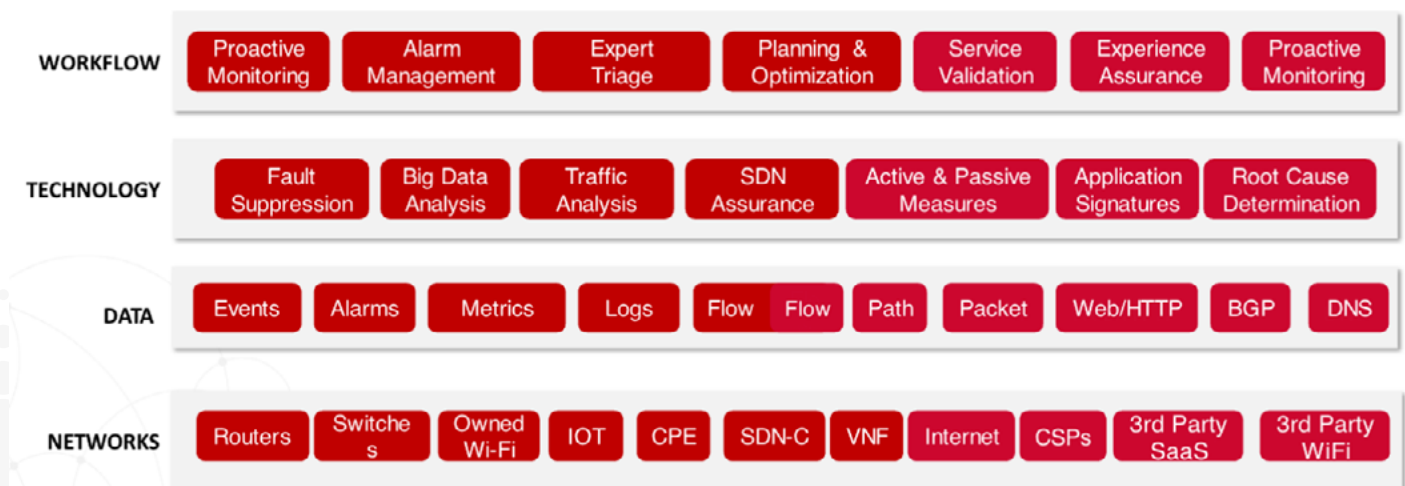 WORKFLOW
Proactive
Monitoring
Alarm
Management
Expert
Triage
Planning &
Optimization
Service
Validation
Experience
Assurance
Proactive
Monitoring
TECHNOLOGY
Fault
Suppression
Big Data
Analysis
Traffic
Analysis
SDN
Assurance
Active & Passive
Measures
Application
Signatures
Root Cause
Determination
DATA
Events
Alarms
Metrics
Logs
Flow
Flow
Path
Packet
Web/HTTP
BGP
DNS
NETWORKS
Routers
Switche
s
Owned
Wi-Fi
IOT
CPE
SDN-C
VNF
Internet
CSPs
3rd Party
SaaS
3rd Party
WiFi